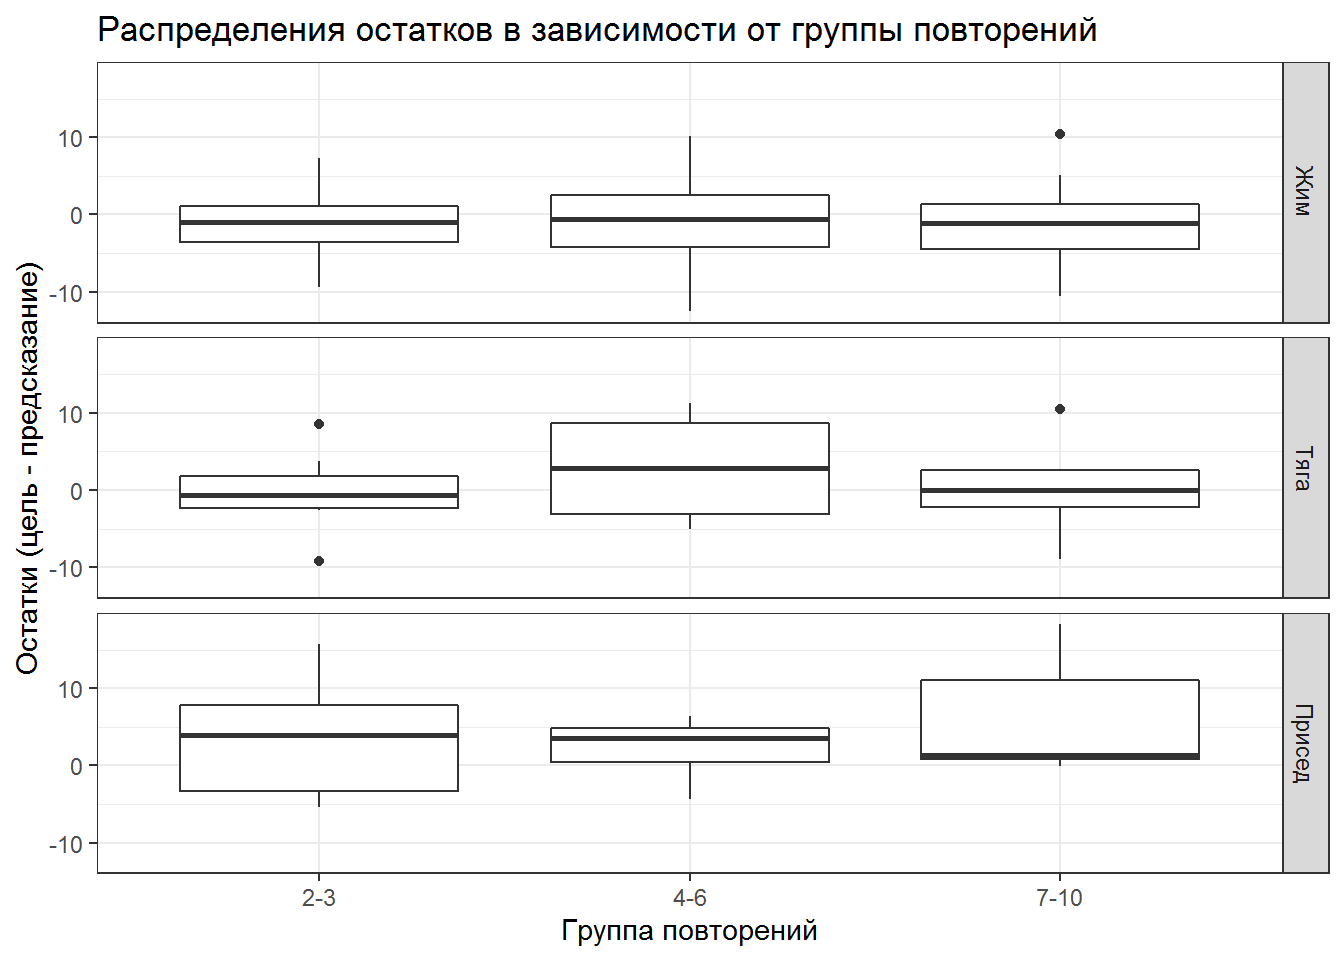 Распределения остатков в зависимости от группы повторений
Остатки (цель - предсказание)
10
0
-10
Жим
10
0
-10
Тяга
10
0
-10
Присед
2-3
4-6
7-10
Группа повторений